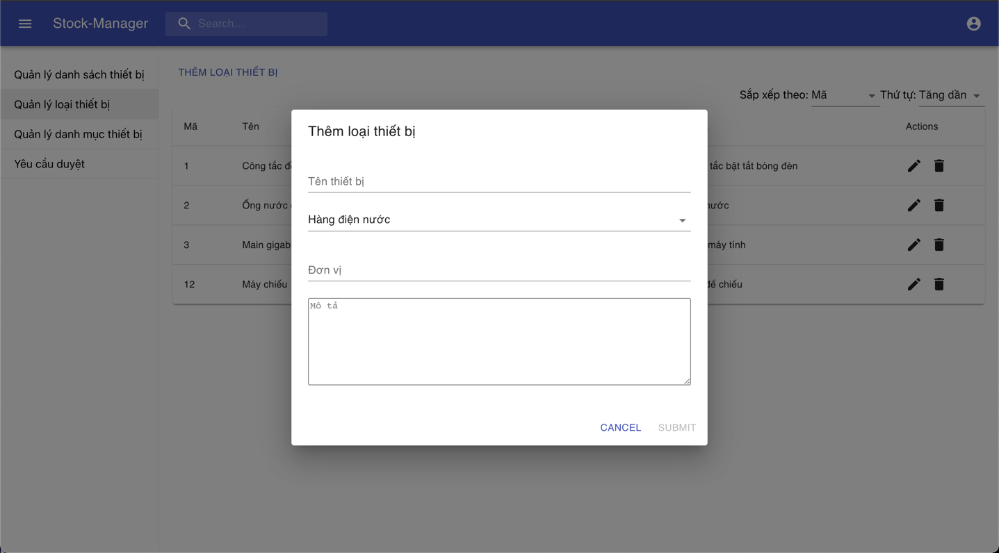 Stock-Manager
Search…
Quản lý danh sách thiết bị
Quản lý loại thiết bị
Quản lý danh mục thiết bị
Yêu cầu duyệt
THÊM LOẠI THIẾT BỊ
Sắp xếp theo: Mã Thứ tự: Tăng dần
Mã Tên Actions
1 Công tắc tắc bật tắt bóng đèn
2 Ống nước
3 Main máy tính
12 Máy chiếu để chiếu
Thêm loại thiết bị
Tên thiết bị
Hàng điện nước
Đơn vị
Mô tả
CANCEL SUBMIT